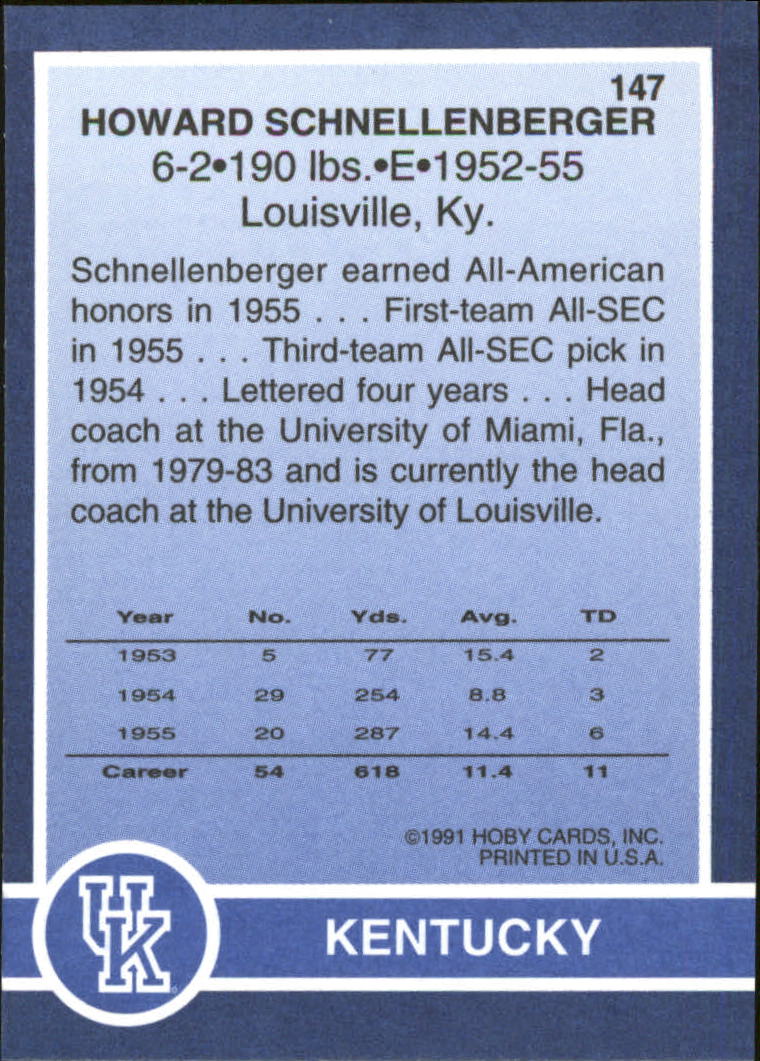 147
HOWARD SCHNELLENBERGER
6-2•190 lbs.•E•1952-55
Louisville, Ky.
Schnellenberger earned All-American
honors in 1955 . . . First-team All-SEC
in 1955 . . . Third-team All-SEC pick in
1954 . . . Lettered four years . . . Head
coach at the University of Miami, Fla.,
from 1979-83 and is currently the head
coach at the University of Louisville.
Year No. Yds. Avg. TD
1953 5 77 15.4 2
1954 29 254 8.8 3
1955 20 287 14.4 6
Career 54 618 11.4 11
©1991 HOBY CARDS, INC.
PRINTED IN U.S.A.
UK
KENTUCKY